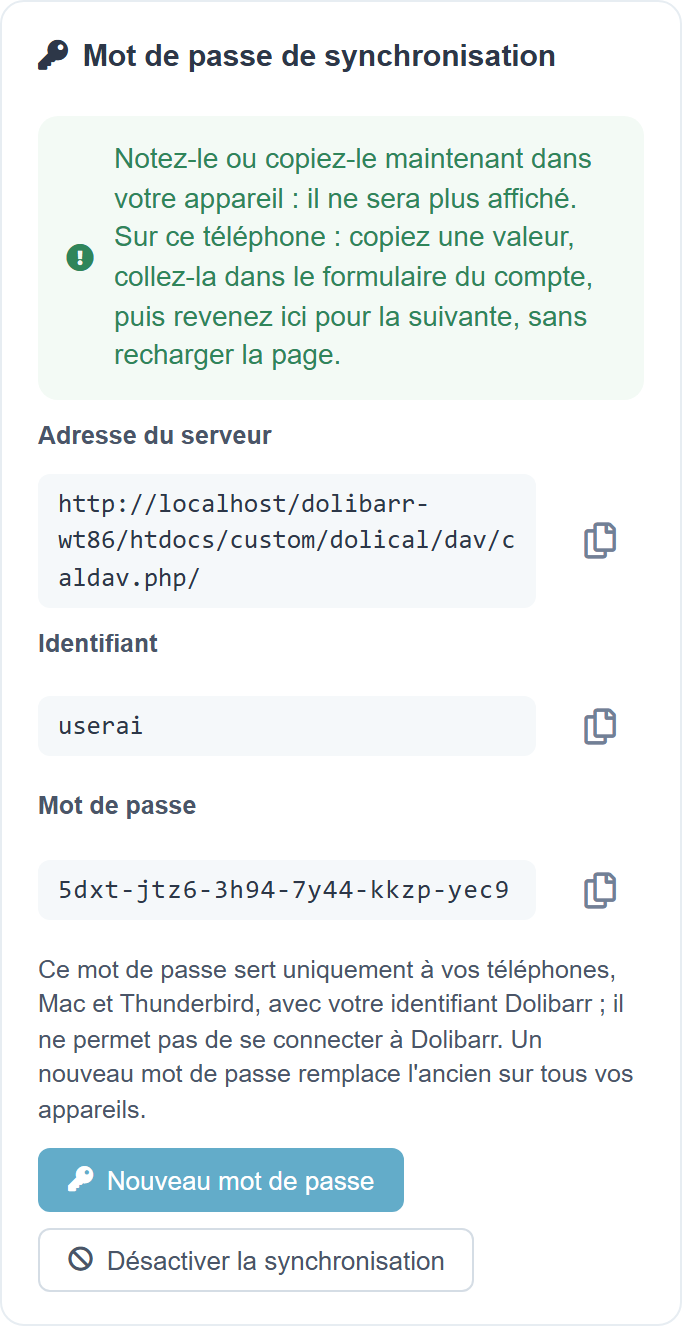 Mot de passe de synchronisation
Notez-le ou copiez-le maintenant dans
votre appareil : il ne sera plus affiché.
Sur ce téléphone : copiez une valeur,
collez-la dans le formulaire du compte,
puis revenez ici pour la suivante, sans
recharger la page.
Adresse du serveur
http://localhost/dolibarr-
wt86/htdocs/custom/dolical/dav/c
aldav.php/
Identifiant
userai
Mot de passe
5dxt-jtz6-3h94-7y44-kkzp-yec9
Ce mot de passe sert uniquement à vos téléphones,
Mac et Thunderbird, avec votre identifiant Dolibarr ; il
ne permet pas de se connecter à Dolibarr. Un
nouveau mot de passe remplace l'ancien sur tous vos
appareils.
Nouveau mot de passe
Désactiver la synchronisation